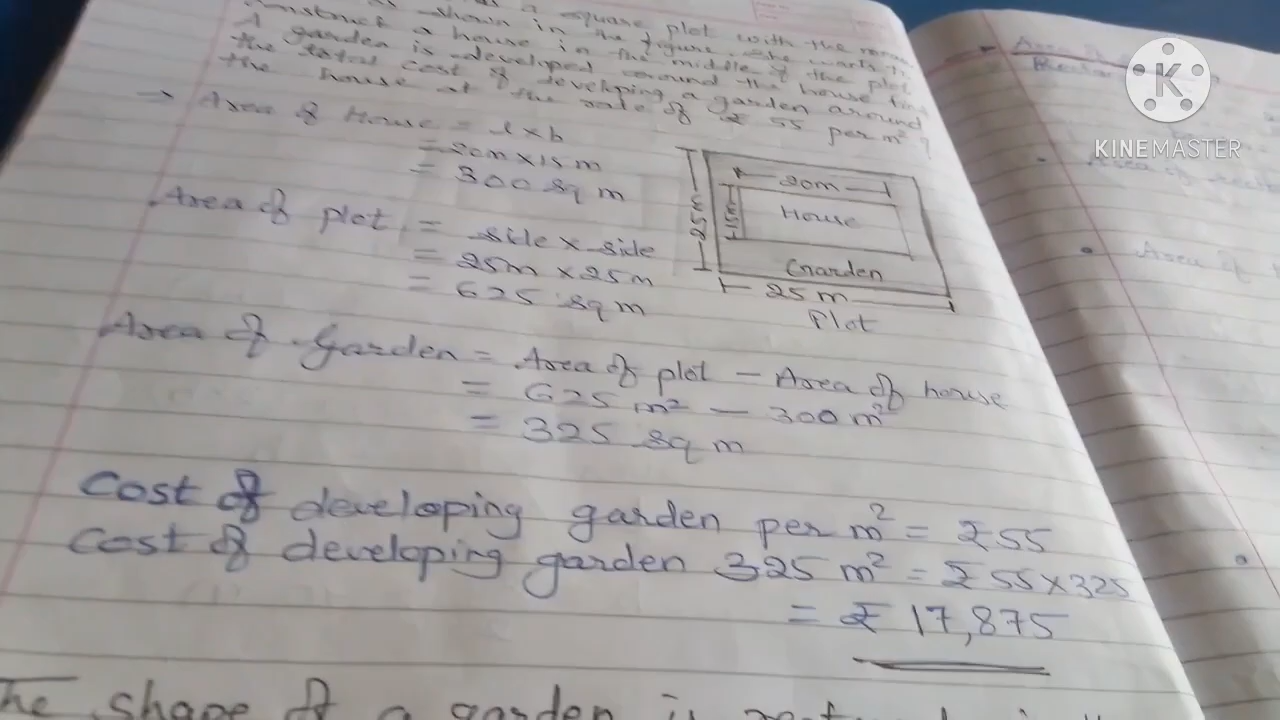 a square plot with the
as shown in the figure. She wants to
construct a house in the middle of the plot.
A garden is developed around the house. Find
the total cost of developing a garden around
the house at the rate of ₹ 55 per m² ?
→ Area of House = l × b
= 20m × 15 m
= 300 sq m
20m
15m
House
25m
Garden
25 m
Plot
Area of plot = side × side
= 25m × 25m
= 625 sq m
Area of Garden = Area of plot - Area of house
= 625 m² - 300 m²
= 325 sq m
Cost of developing garden per m² = ₹ 55
Cost of developing garden 325 m² = ₹ 55 × 325
= ₹ 17,875
The shape of a garden is
K
KINEMASTER